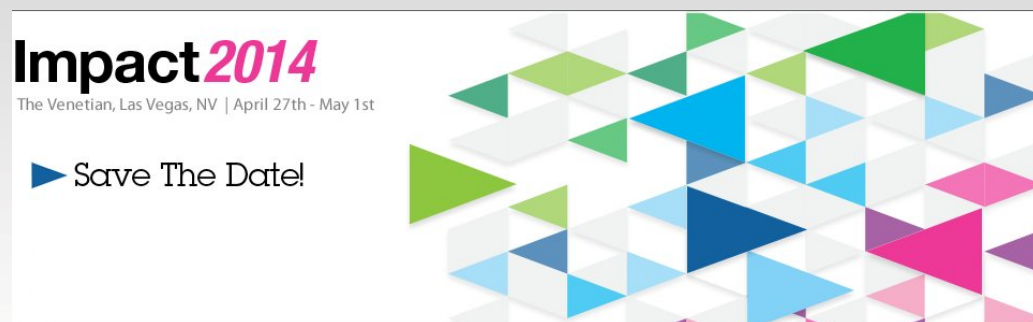 Impact2014
The Venetian, Las Vegas, NV | April 27th - May 1st
Save The Date!